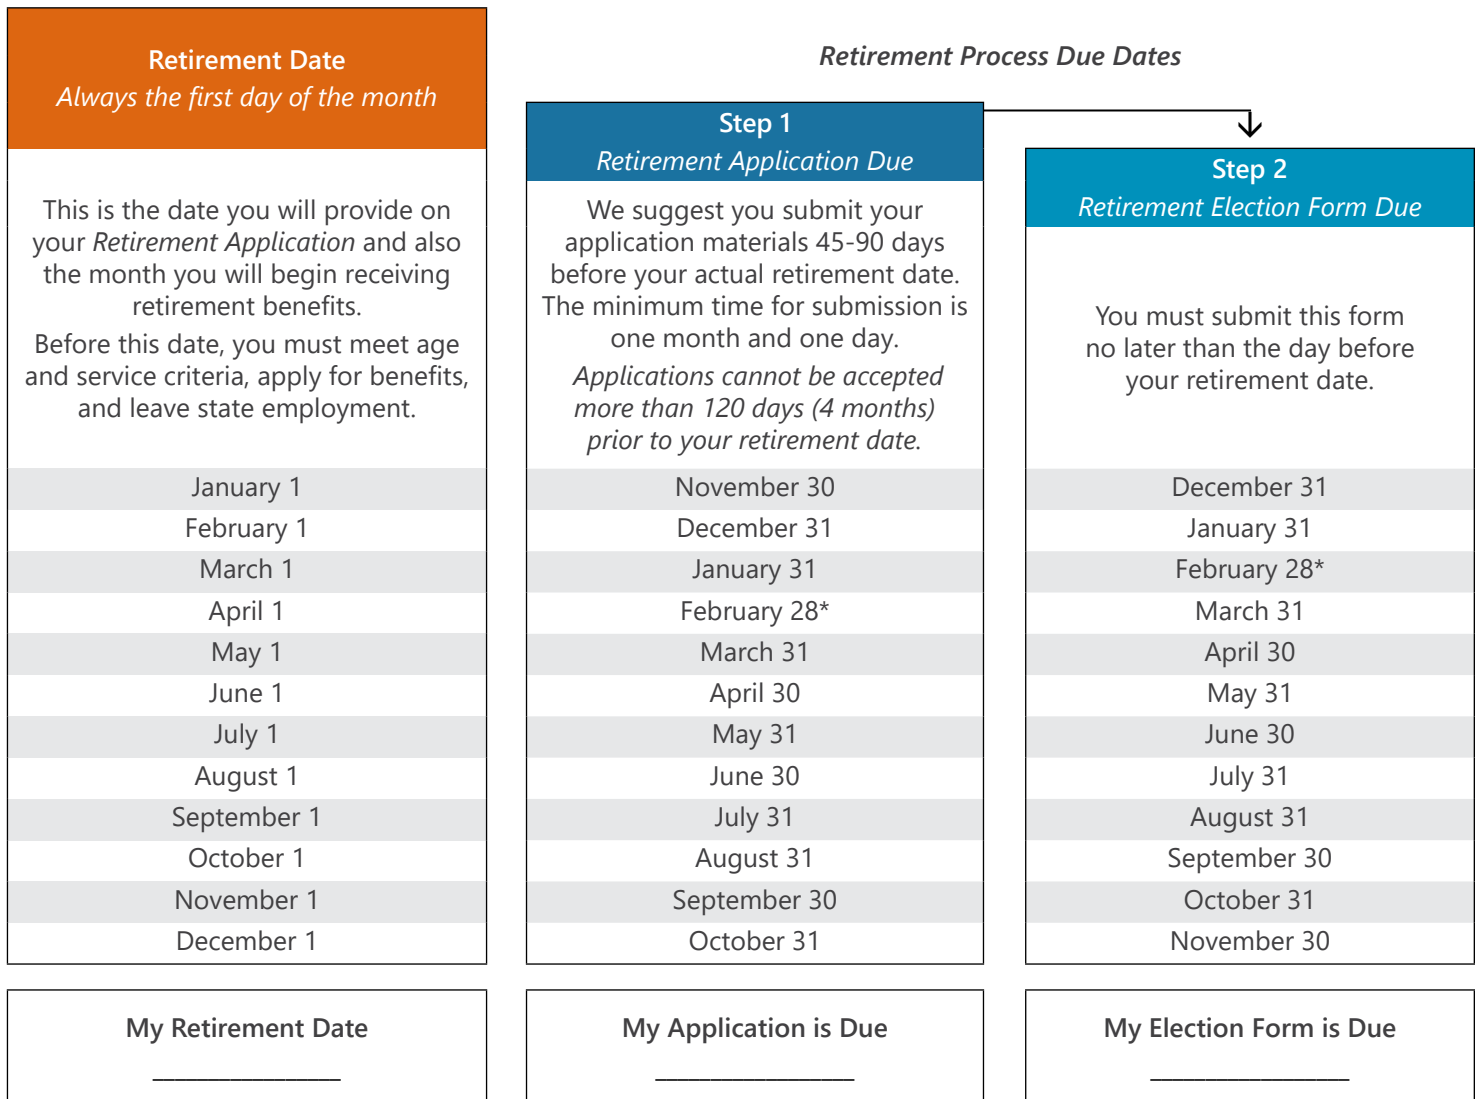 Retirement Date
Always the first day of the month
This is the date you will provide on
your Retirement Application and also
the month you will begin receiving
retirement benefits.
Before this date, you must meet age
and service criteria, apply for benefits,
and leave state employment.
Retirement Process Due Dates
Step 1
Retirement Application Due
We suggest you submit your
application materials 45-90 days
before your actual retirement date.
The minimum time for submission is
one month and one day.
Applications cannot be accepted
more than 120 days (4 months)
prior to your retirement date.
Step 2
Retirement Election Form Due
You must submit this form
no later than the day before
your retirement date.
January 1 November 30 December 31
February 1 December 31 January 31
March 1 January 31 February 28*
April 1 February 28* March 31
May 1 March 31 April 30
June 1 April 30 May 31
July 1 May 31 June 30
August 1 June 30 July 31
September 1 July 31 August 31
October 1 August 31 September 30
November 1 September 30 October 31
December 1 October 31 November 30
My Retirement Date My Application is Due My Election Form is Due